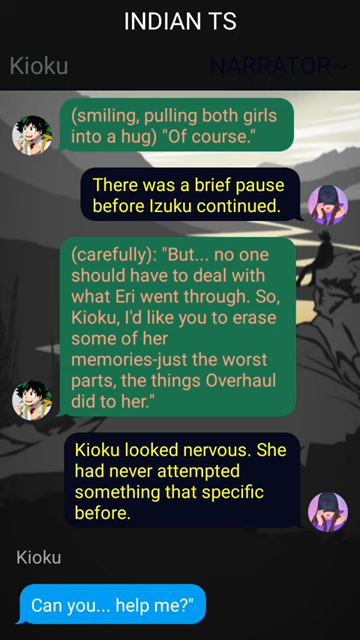 INDIAN TS
Kioku
NARRATOR~
(smiling, pulling both girls
into a hug) "Of course."
There was a brief pause
before Izuku continued.
(carefully): "But... no one
should have to deal with
what Eri went through. So,
Kioku, I'd like you to erase
some of her
memories-just the worst
parts, the things Overhaul
did to her."
Kioku looked nervous. She
had never attempted
something that specific
before.
Kioku
Can you... help me?"